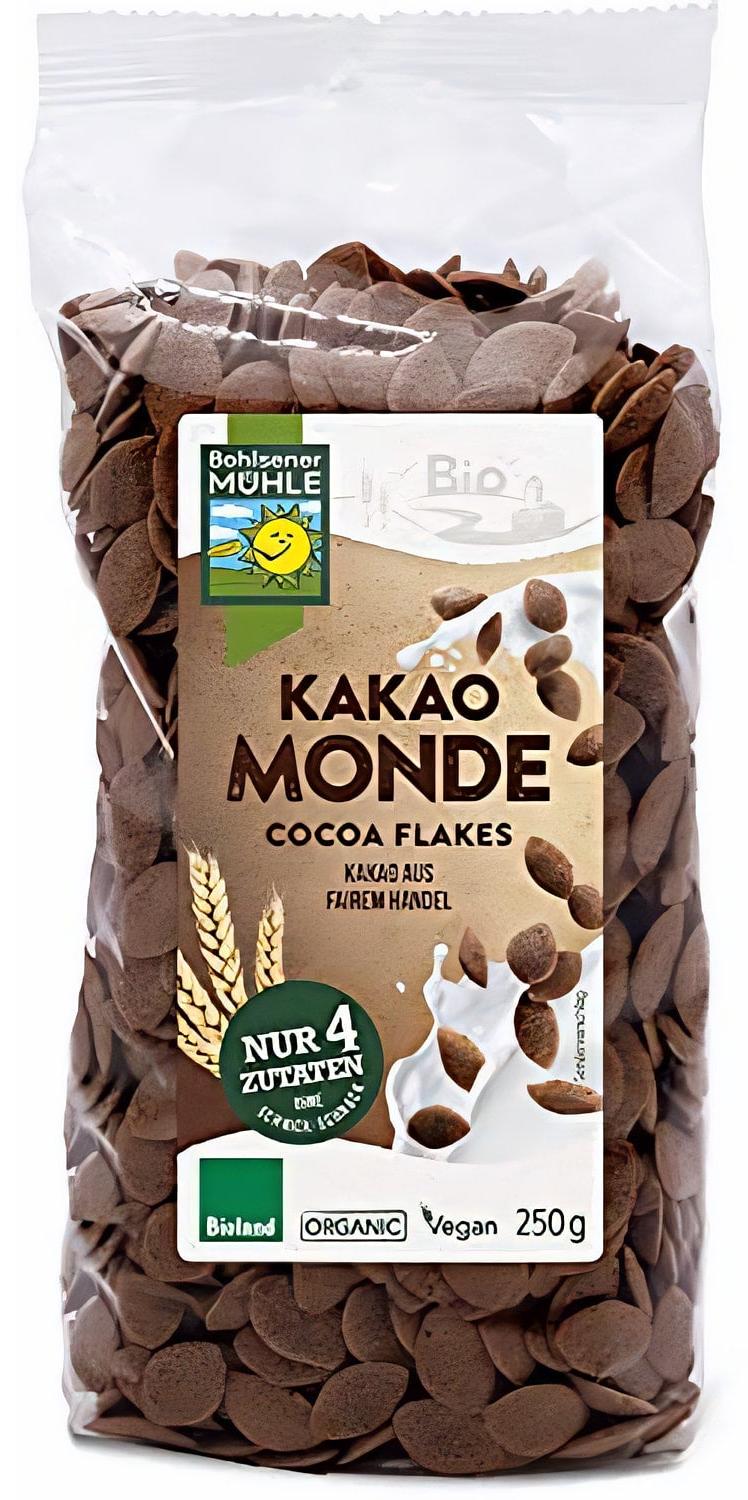 Bohlsener
MÜHLE
Bio
KAKAO
MONDE
COCOA FLAKES
KAKAO AUS
FAIREM HANDEL
NUR 4
ZUTATEN
Bioland
ORGANIC
Vegan
250g